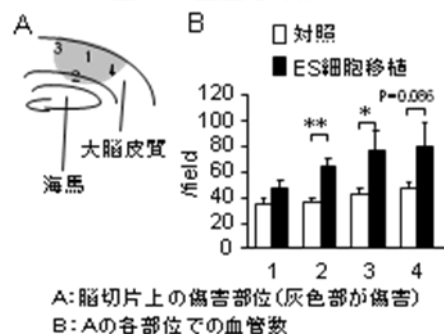 A
3
1
4
2
大脳皮質
海馬
B
□ 対照
■ ES細胞移植
P=0.086
**
*
120
100
80
60
40
20
0
/field
1 2 3 4
A:脳切片上の傷害部位(灰色部が傷害)
B:Aの各部位での血管数